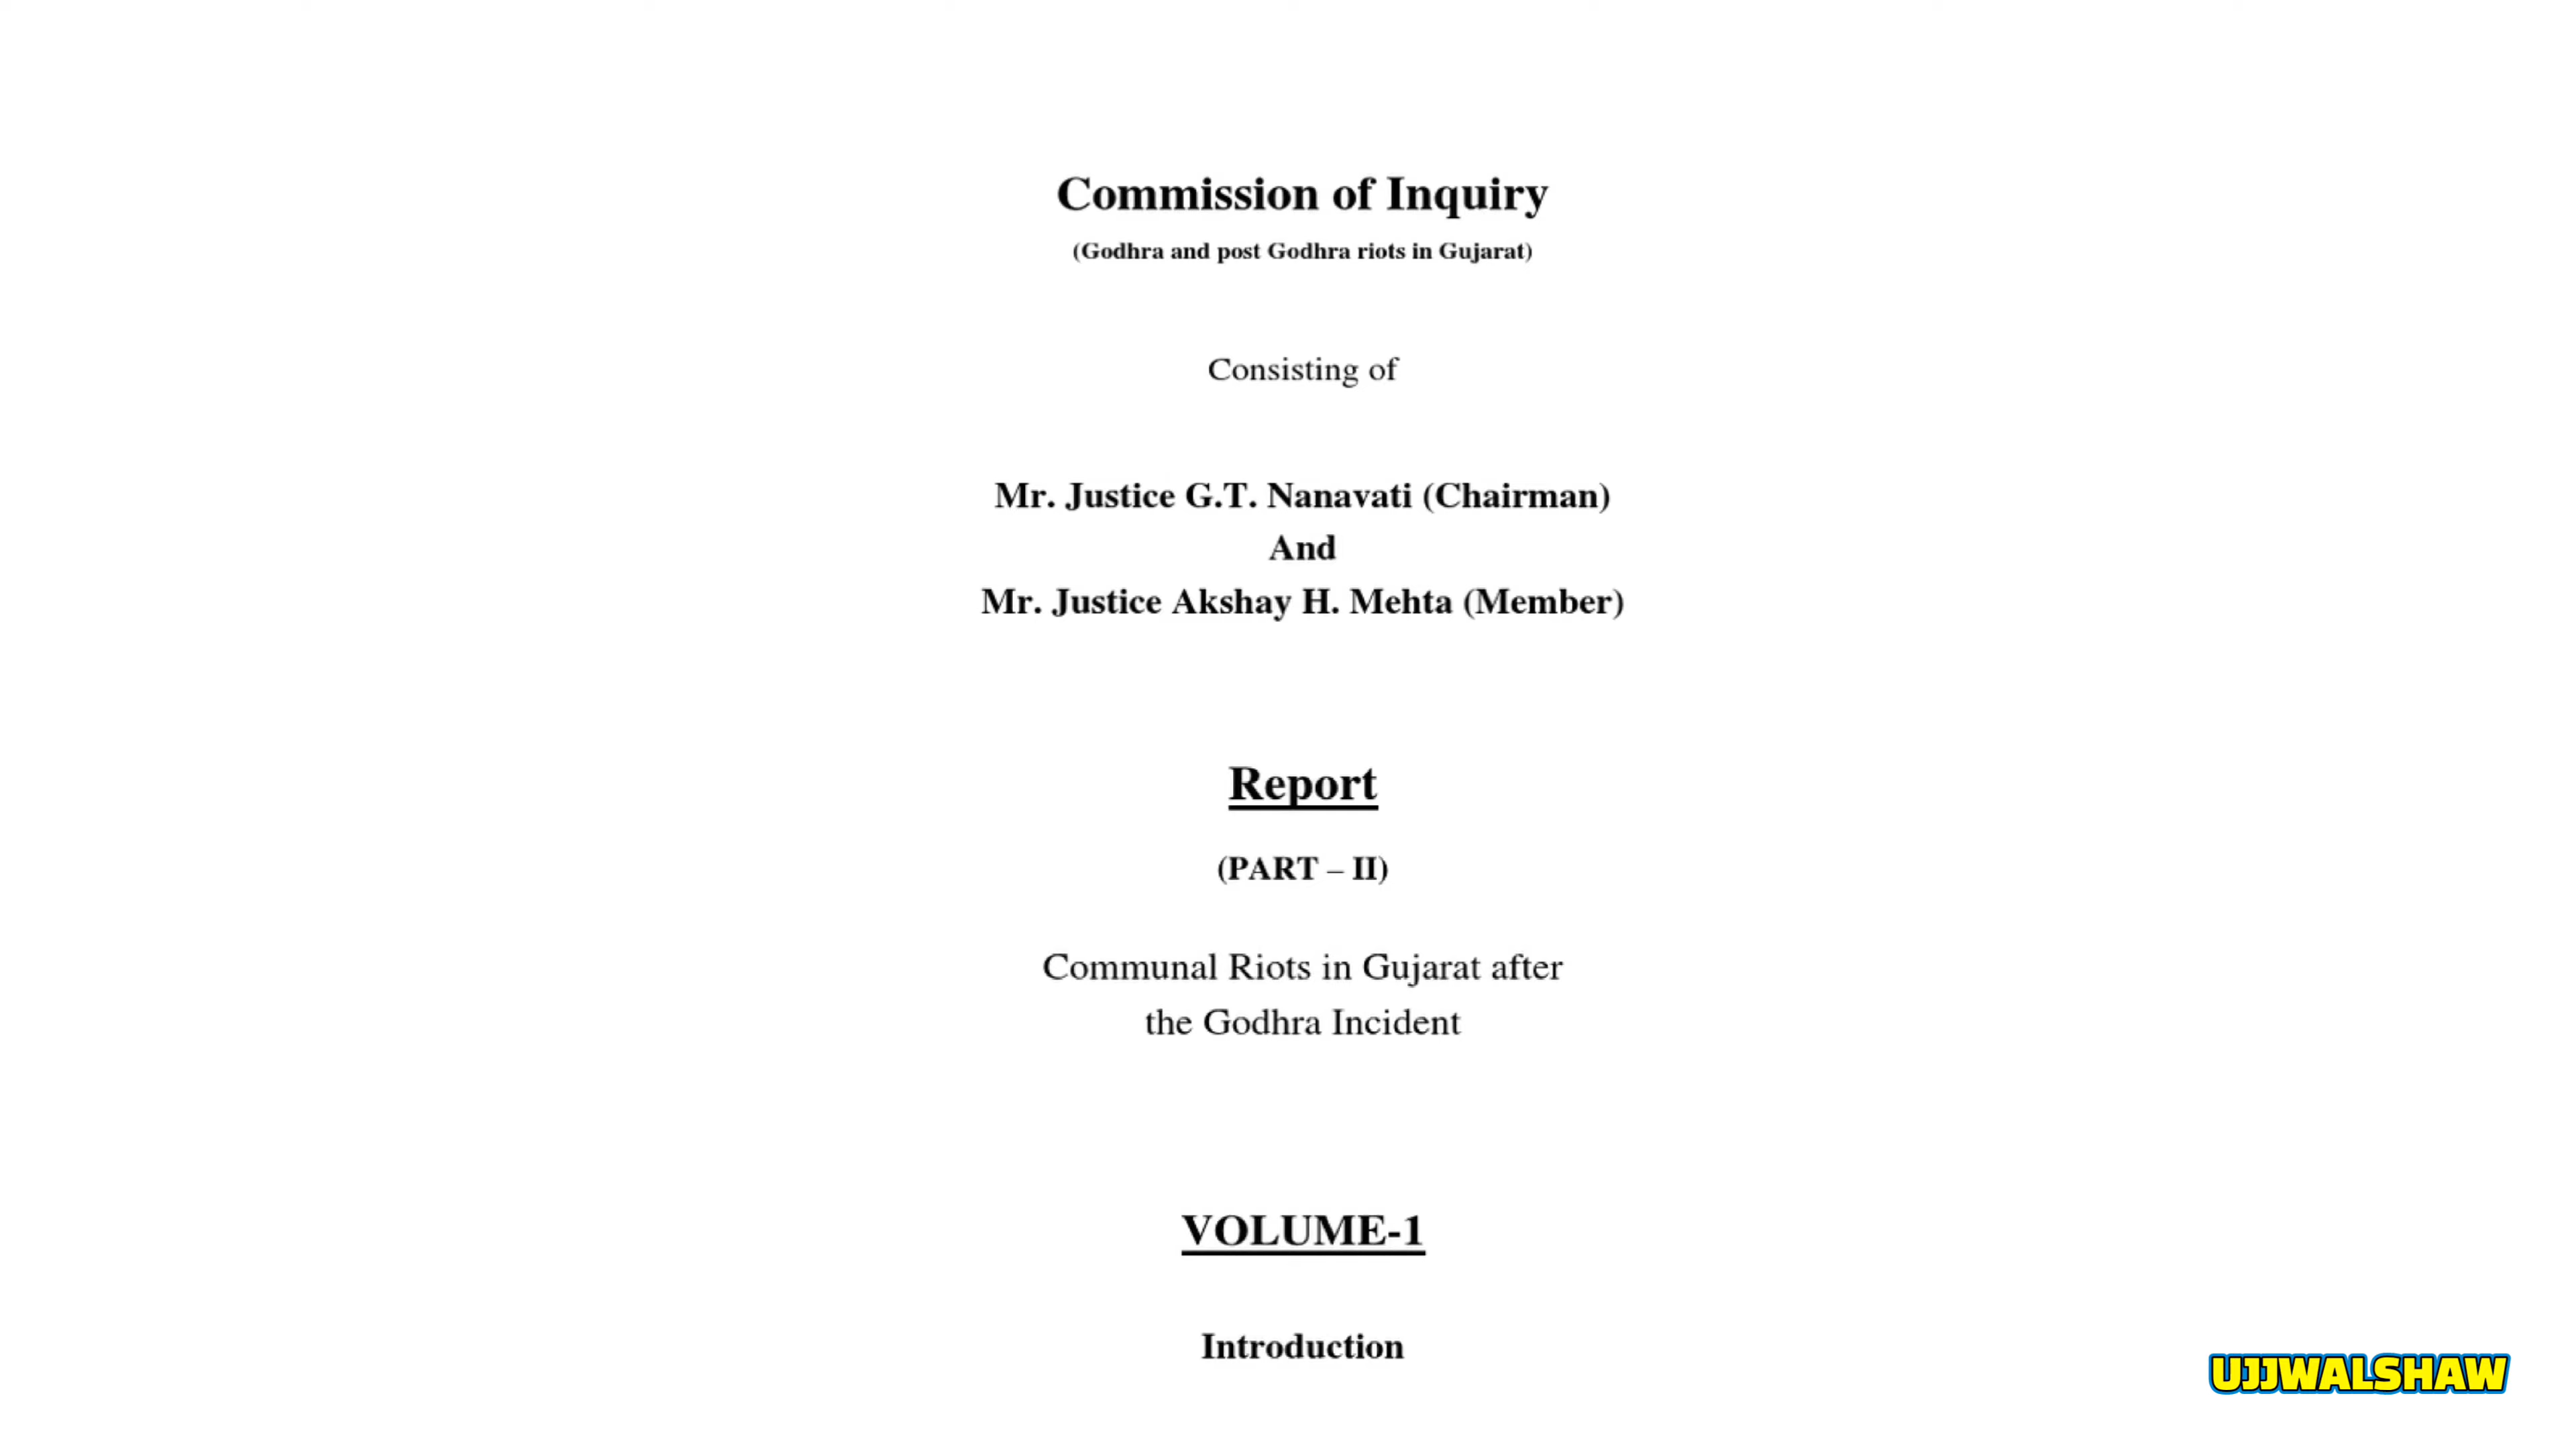 Commission of Inquiry
(Godhra and post Godhra riots in Gujarat)
Consisting of
Mr. Justice G.T. Nanavati (Chairman)
And
Mr. Justice Akshay H. Mehta (Member)
Report
(PART – II)
Communal Riots in Gujarat after
the Godhra Incident
VOLUME-1
Introduction
UJJWALSHAW